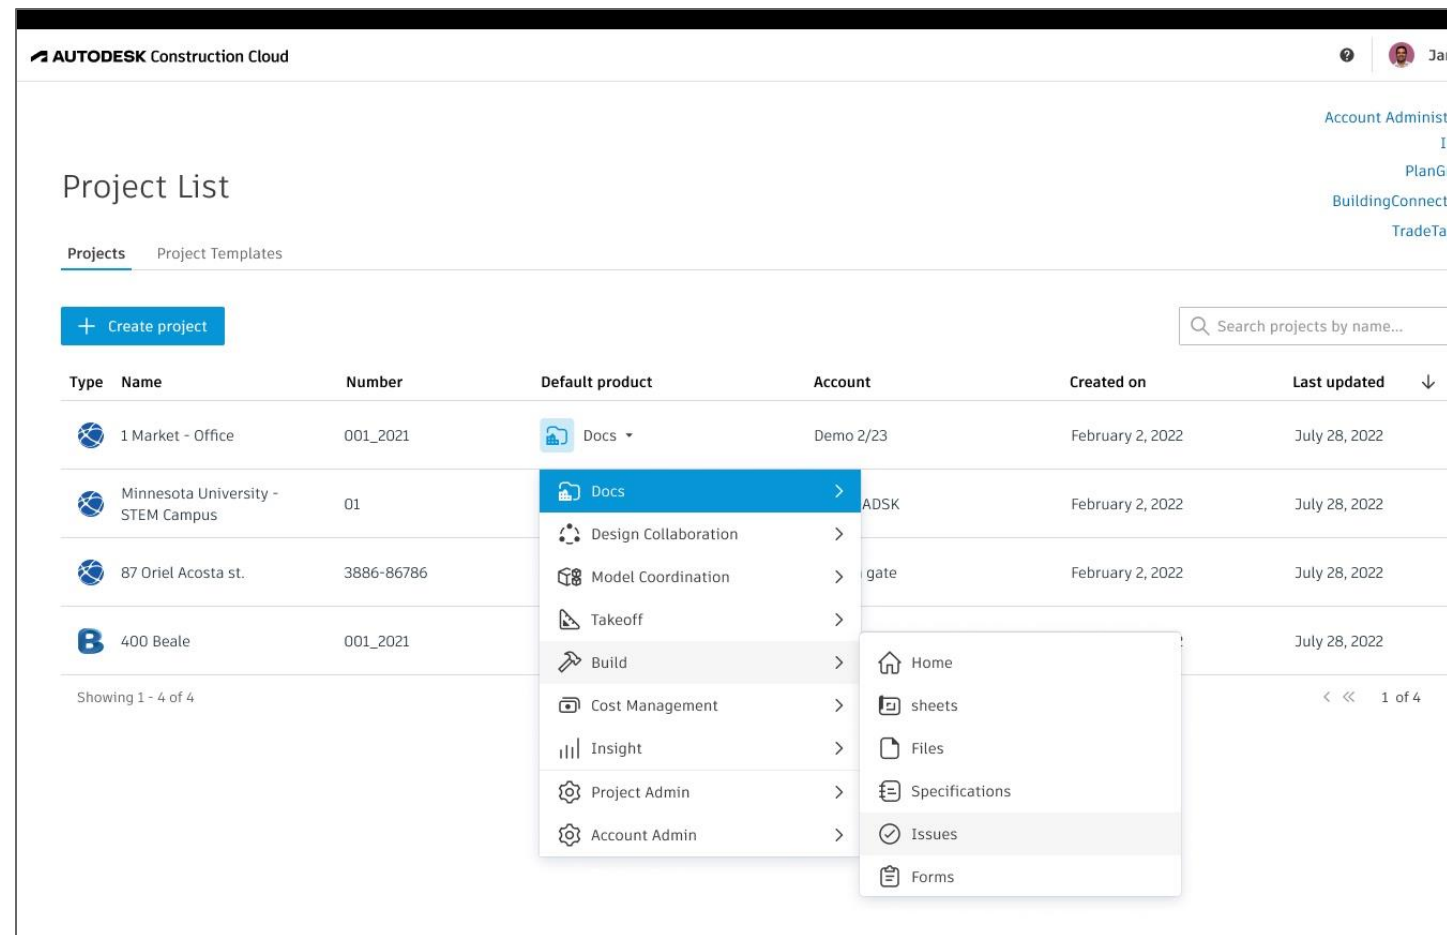 AUTODESK Construction Cloud
Account Administ
PlanG
Project List
BuildingConnect
TradeTa
Projects Project Templates
Create project
Search projects by name...
Type Name Number Default product Account Created on Last updated
1 Market - Office 001_2021 Docs Demo 2/23 February 2, 2022 July 28, 2022
Minnesota University -
STEM Campus 01 ADSK February 2, 2022 July 28, 2022
87 Oriel Acosta st. 3886-86786 gate February 2, 2022 July 28, 2022
400 Beale 001_2021 July 28, 2022
Showing 1 - 4 of 4 1 of 4
Docs
Design Collaboration
Model Coordination
Takeoff
Build
Cost Management
Insight
Project Admin
Account Admin
Home
sheets
Files
Specifications
Issues
Forms